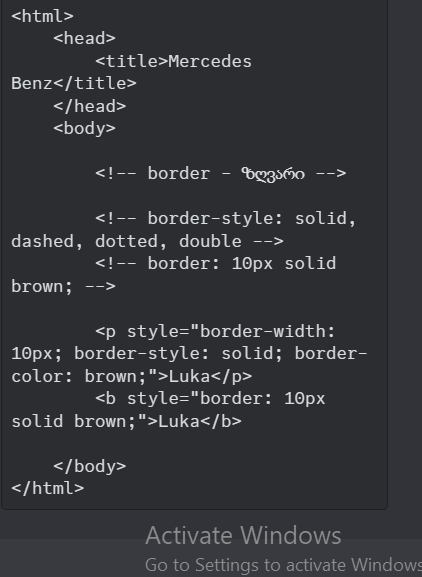 <html>
    <head>
        <title>Mercedes
Benz</title>
    </head>
    <body>
        <!-- border - ზღვარი -->
        <!-- border-style: solid,
dashed, dotted, double -->
        <!-- border: 10px solid
brown; -->
        <p style="border-width:
10px; border-style: solid; border-
color: brown;">Luka</p>
        <b style="border: 10px
solid brown;">Luka</b>
    </body>
</html>
Activate Windows
Go to Settings to activate Windows